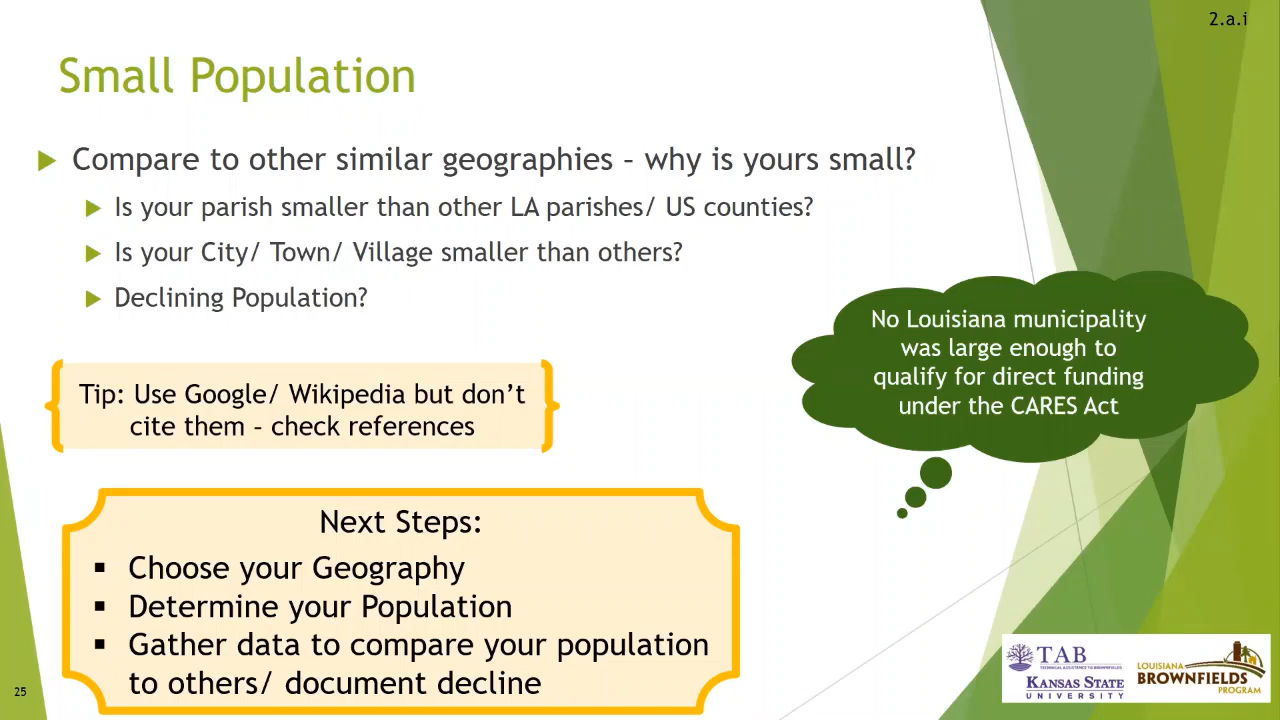 2.a.i
Small Population
Compare to other similar geographies – why is yours small?
Is your parish smaller than other LA parishes/ US counties?
Is your City/ Town/ Village smaller than others?
Declining Population?
No Louisiana municipality
was large enough to
qualify for direct funding
under the CARES Act
Tip: Use Google/ Wikipedia but don't
cite them – check references
Next Steps:
▪ Choose your Geography
▪ Determine your Population
▪ Gather data to compare your population
to others/ document decline
25
TAB
TECHNICAL ASSISTANCE TO BROWNFIELDS
KANSAS STATE
UNIVERSITY
LOUISIANA
BROWNFIELDS
PROGRAM